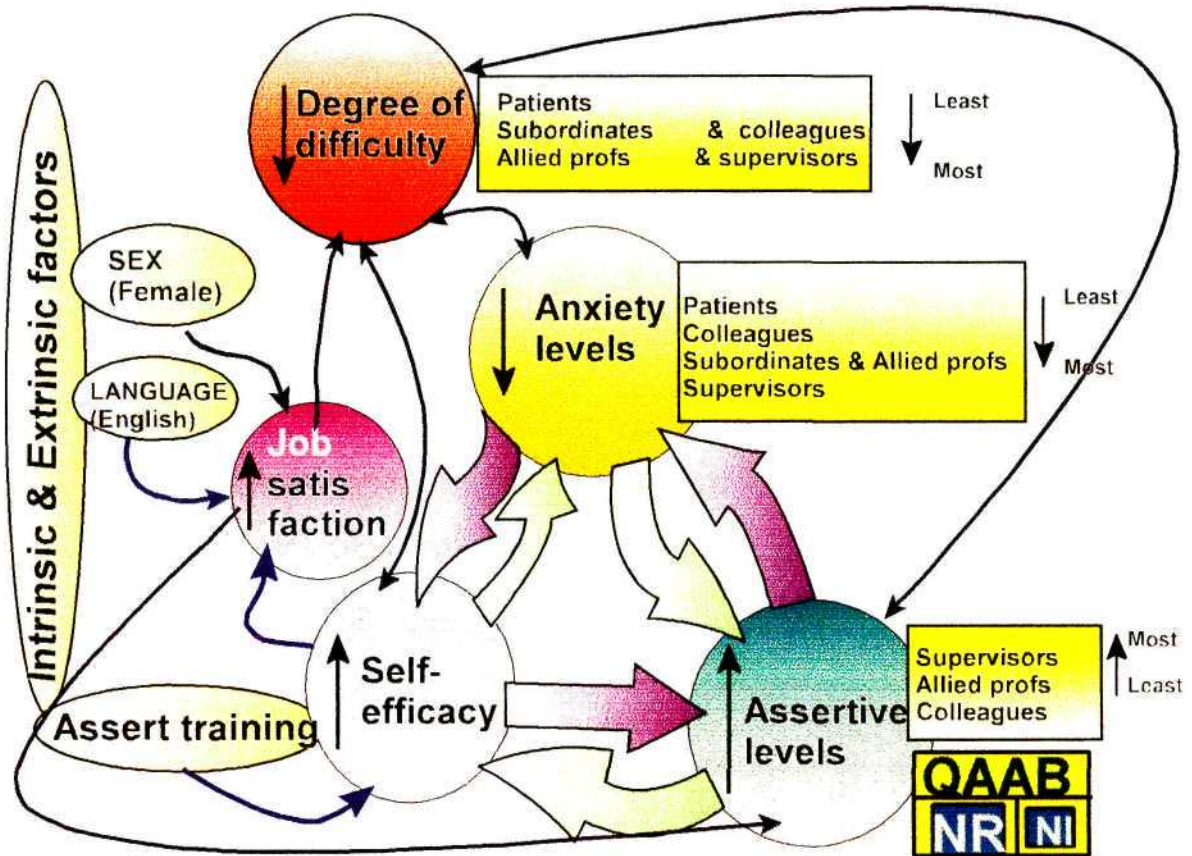 Degree of
difficulty
Patients
Subordinates & colleagues
Allied profs & supervisors
Least
Most
Intrinsic & Extrinsic factors
SEX
(Female)
LANGUAGE
(English)
Anxiety
levels
Patients
Colleagues
Subordinates & Allied profs
Supervisors
Least
Most
Job
satis
faction
Self-
efficacy
Assert training
Assertive
levels
Supervisors
Allied profs
Colleagues
Most
Least
QAAB
NR NI